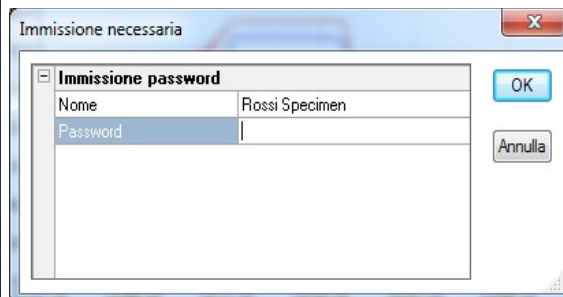 Immissione necessaria
Immissione password
OK
Nome Rossi Specimen
Password
Annulla